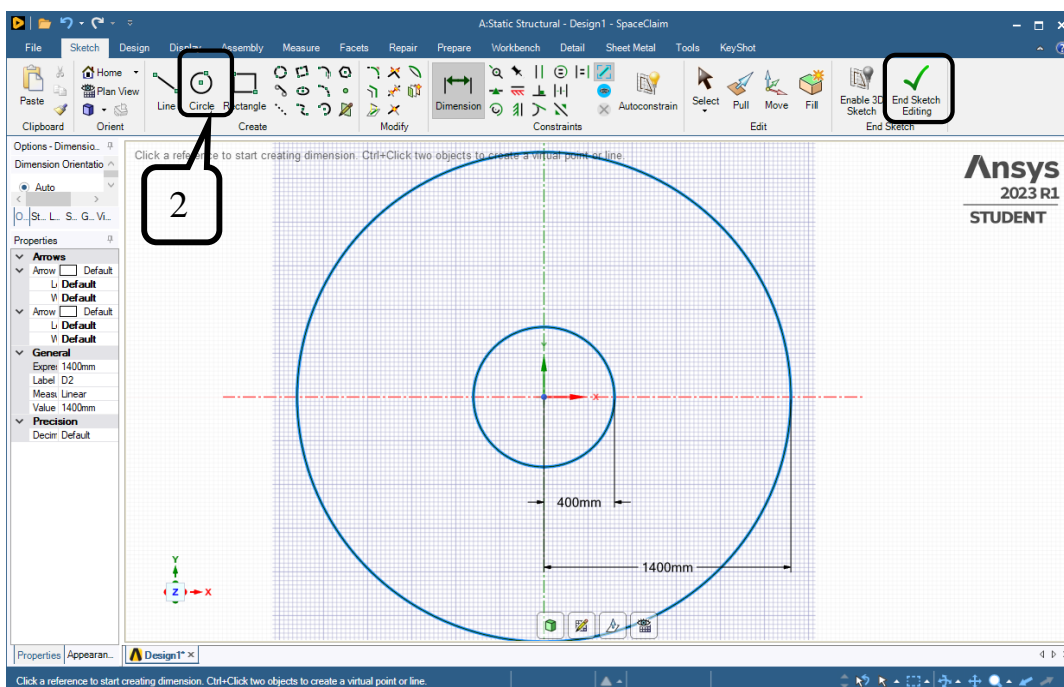 A:Static Structural - Design1 - SpaceClaim
File Sketch Design Display Assembly Measure Facets Repair Prepare Workbench Detail Sheet Metal Tools KeyShot
Paste
Home
Plan View
Line Circle Rectangle
Dimension
Autoconstrain
Select Pull Move Fill
Enable 3D Sketch
End Sketch Editing
Clipboard Orient Create Modify Constraints Edit End Sketch
Options - Dimensio...
Dimension Orientatio
Auto
O... St... L... S... G... Vi...
Properties
Arrows
Arrow Default
Default
Default
Arrow Default
Default
Default
General
Expre 1400mm
Label D2
Measu Linear
Value 1400mm
Precision
Decim Default
Click a reference to start creating dimension. Ctrl+Click two objects to create a virtual point or line.
2
Ansys
2023 R1
STUDENT
Y
X
400mm
1400mm
Y
Z X
Properties Appearan...
Design1* ×
Click a reference to start creating dimension. Ctrl+Click two objects to create a virtual point or line.